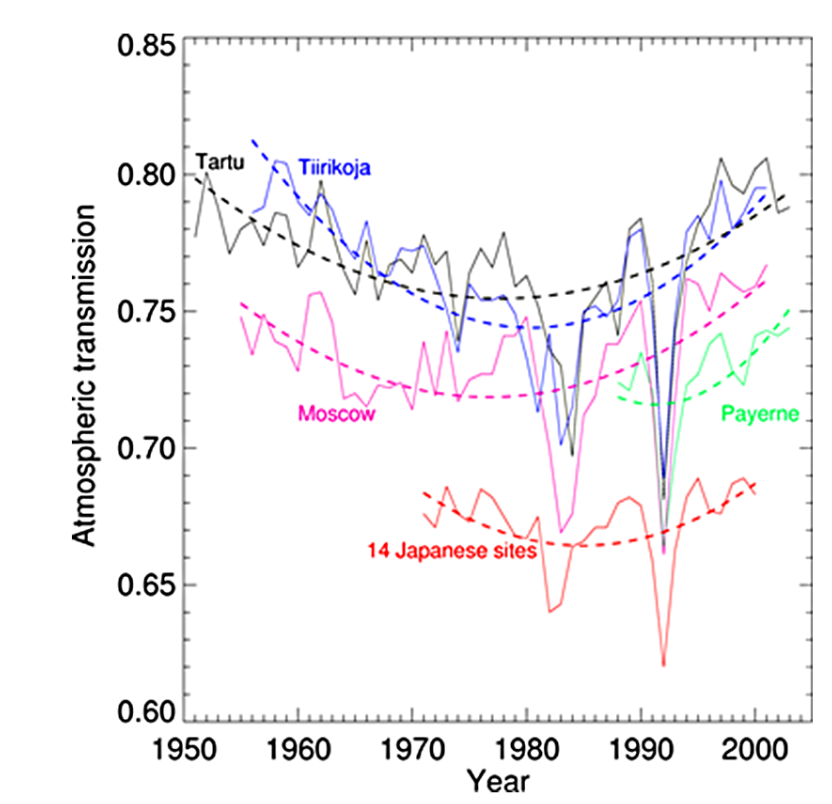 0.85
Tartu
Tiirikoja
0.80
0.75
Moscow
Payerne
0.70
14 Japanese sites
0.65
0.60
1950 1960 1970 1980 1990 2000
Year
Atmospheric transmission